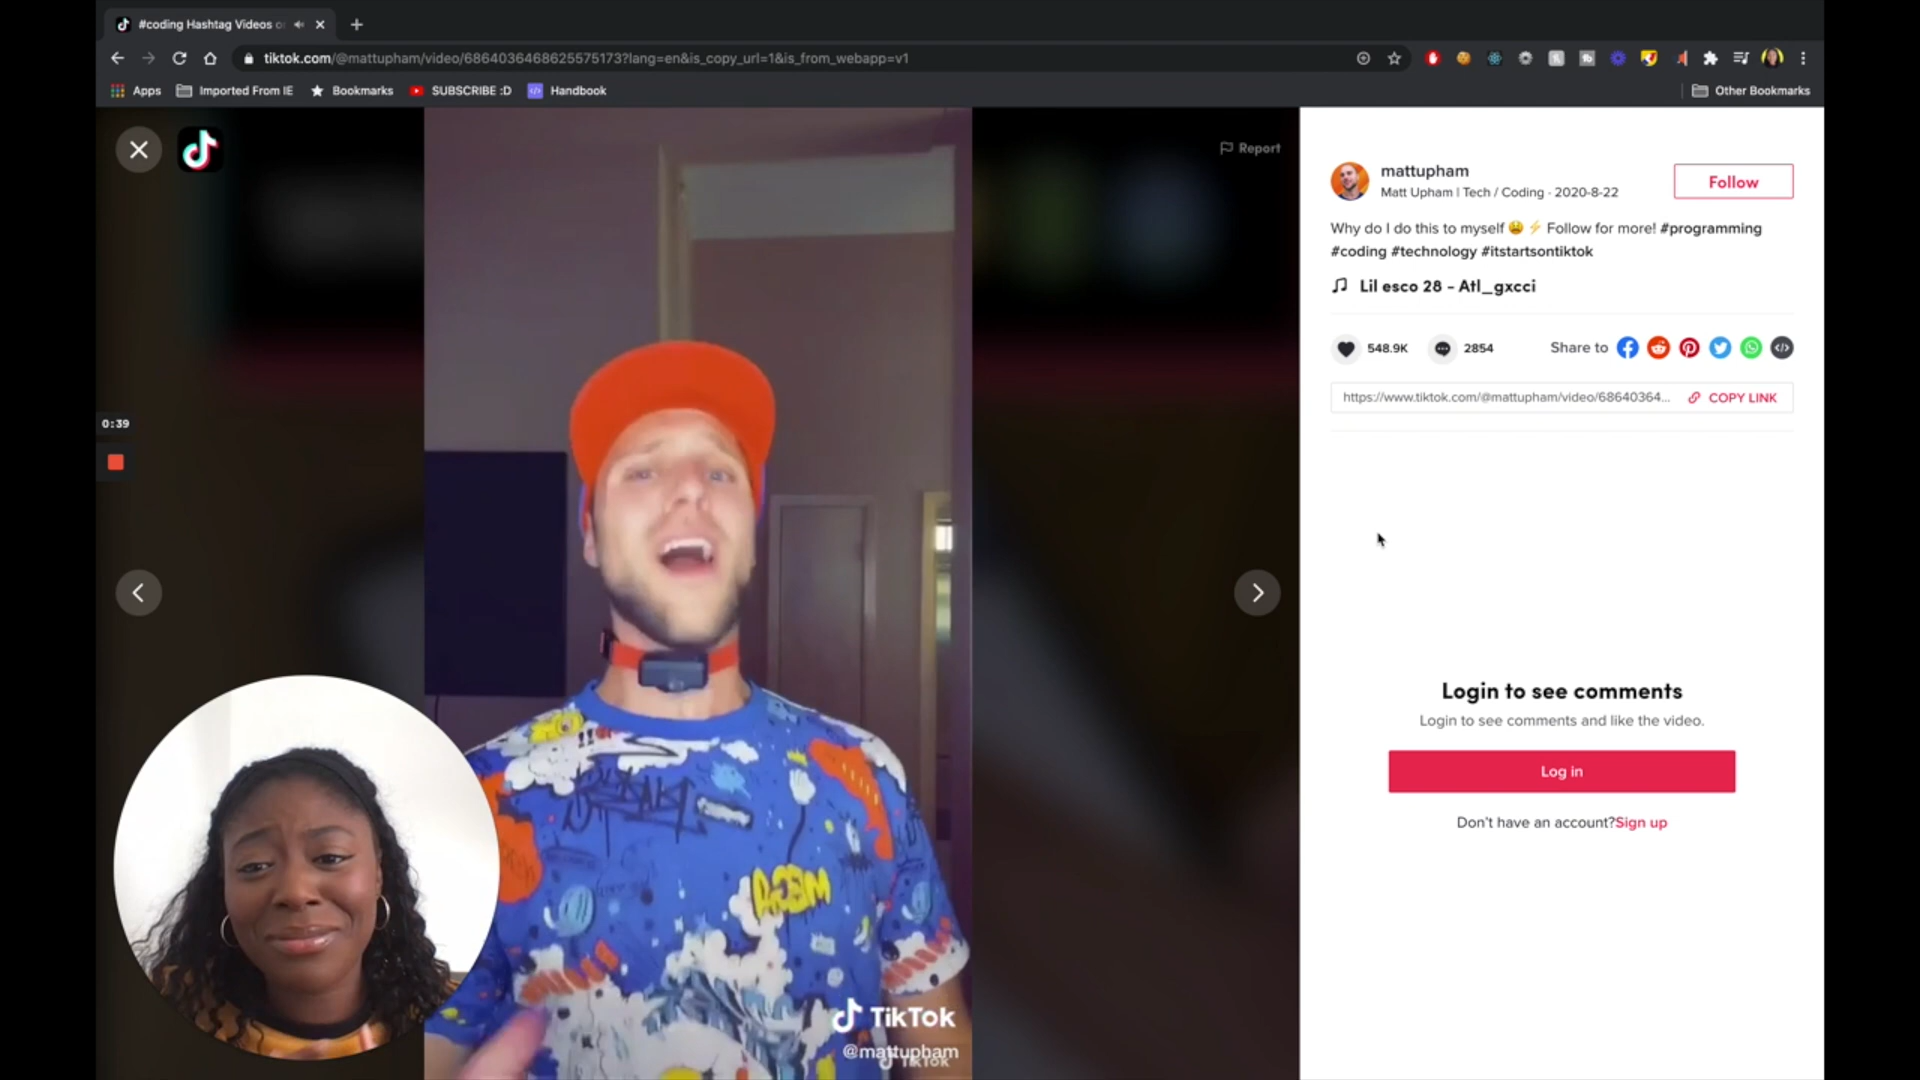 #coding Hashtag Videos o
tiktok.com/@mattupham/video/6864036468625575173?lang=en&is_copy_url=1&is_from_webapp=v1
Apps
Imported From IE
Bookmarks
SUBSCRIBE :D
Handbook
Other Bookmarks
Report
mattupham
Matt Upham | Tech / Coding · 2020-8-22
Follow
Why do I do this to myself 😫 ⚡ Follow for more! #programming
#coding #technology #itstartsontiktok
Lil esco 28 - Atl_gxcci
548.9K
2854
Share to
https://www.tiktok.com/@mattupham/video/68640364...
COPY LINK
0:39
Login to see comments
Login to see comments and like the video.
Log in
Don't have an account?Sign up
TikTok
@mattupham
TikTok